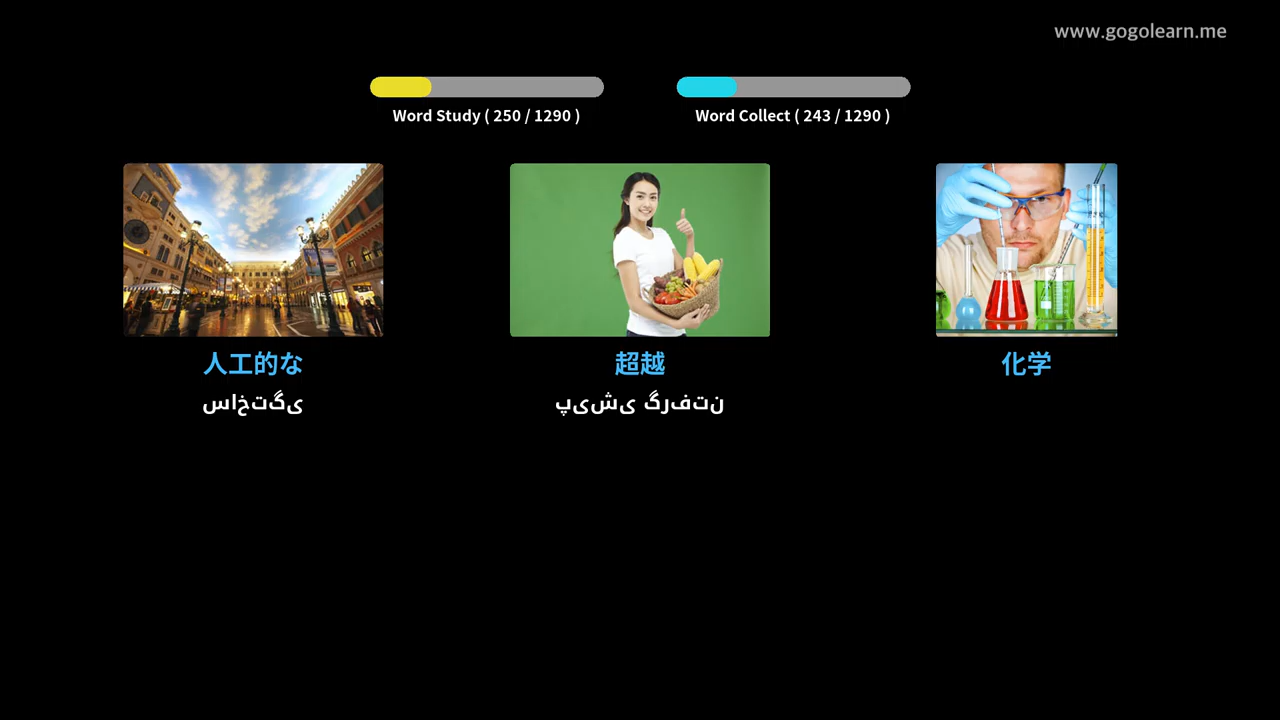 www.gogolearn.me
Word Study ( 250 / 1290 )
Word Collect ( 243 / 1290 )
人工的な
超越
化学
ساختگی
پیشی گرفتن